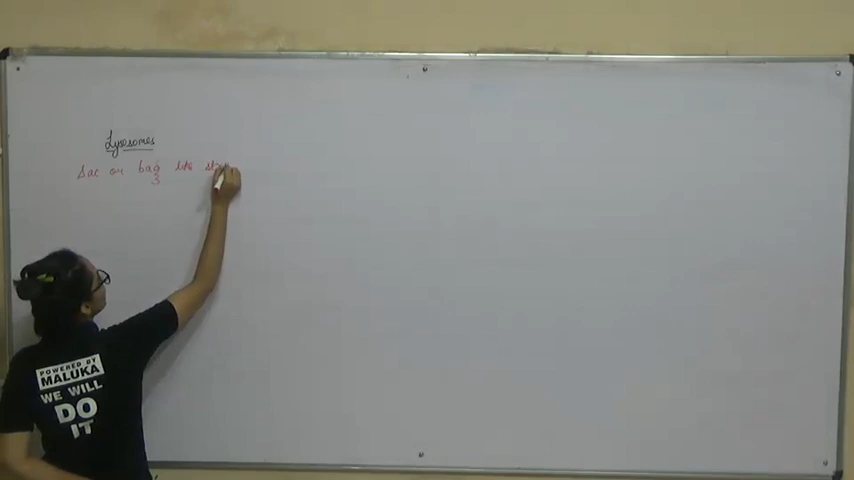 Lysosomes
Sac or bag like
POWERED BY
MALUKA
WE WILL
DO
IT